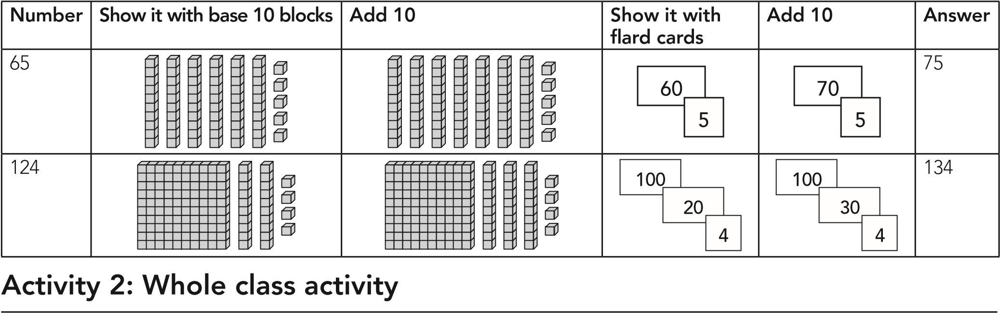 Number Show it with base 10 blocks Add 10 Show it with flard cards Add 10 Answer
65 60 5 70 5 75
124 100 20 4 100 30 4 134
Activity 2: Whole class activity